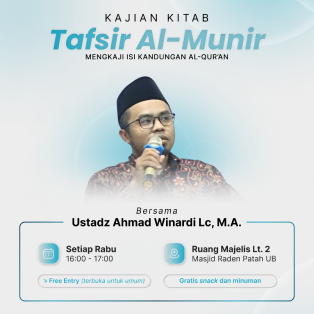 KAJIAN KITAB
Tafsir Al-Munir
MENGKAJI ISI KANDUNGAN AL-QUR'AN
Bersama
Ustadz Ahmad Winardi Lc, M.A.
Setiap Rabu
16:00 - 17:00
Ruang Majelis Lt. 2
Masjid Raden Patah UB
Free Entry (terbuka untuk umum)
Gratis snack dan minuman